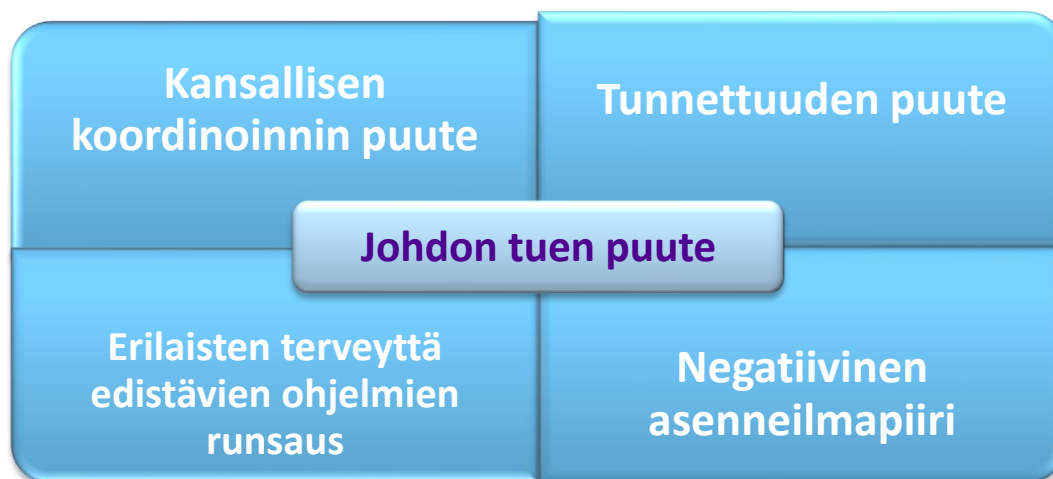 Kansallisen
koordinoinnin puute
Tunnettuuden puute
Johdon tuen puute
Erilaisten terveyttä
edistävien ohjelmien
runsaus
Negatiivinen
asenneilmapiiri